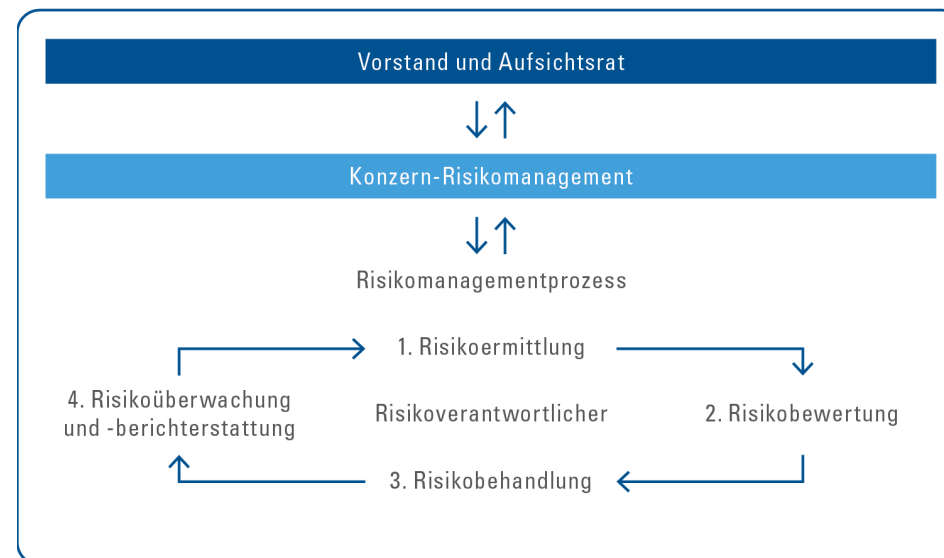 Vorstand und Aufsichtsrat
Konzern-Risikomanagement
Risikomanagementprozess
1. Risikoermittlung
4. Risikoüberwachung
und -berichterstattung
Risikoverantwortlicher
2. Risikobewertung
3. Risikobehandlung